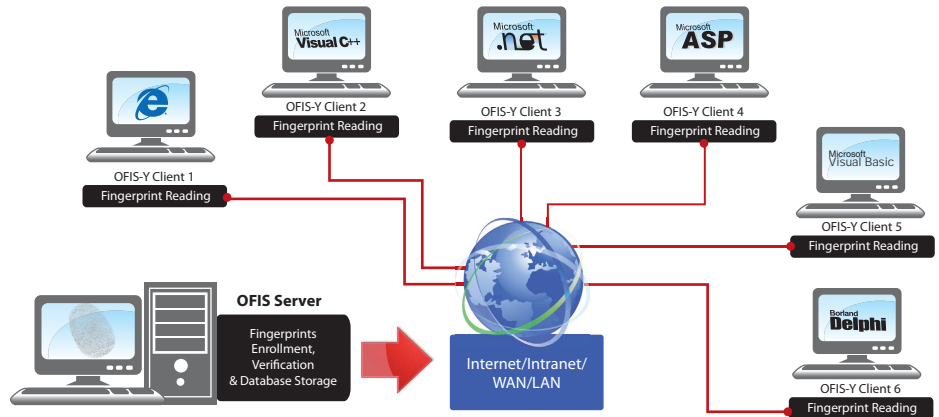 Microsoft
Visual C++
OFIS-Y Client 2
Fingerprint Reading
Microsoft
.net
OFIS-Y Client 3
Fingerprint Reading
Microsoft
ASP
OFIS-Y Client 4
Fingerprint Reading
OFIS-Y Client 1
Fingerprint Reading
Microsoft
Visual Basic
OFIS-Y Client 5
Fingerprint Reading
OFIS Server
Fingerprints
Enrollment,
Verification
& Database Storage
Internet/Intranet/
WAN/LAN
Borland
Delphi
OFIS-Y Client 6
Fingerprint Reading